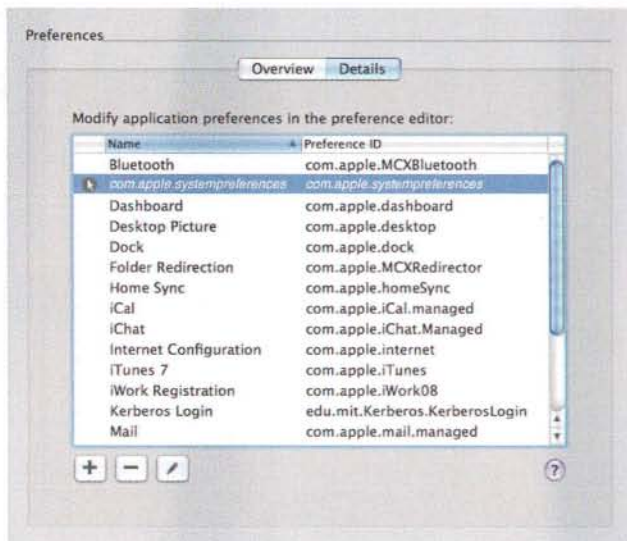 Preferences
Overview Details
Modify application preferences in the preference editor:
Name Preference ID
Bluetooth com.apple.MCXBluetooth
com.apple.systempreferences com.apple.systempreferences
Dashboard com.apple.dashboard
Desktop Picture com.apple.desktop
Dock com.apple.dock
Folder Redirection com.apple.MCXRedirector
Home Sync com.apple.homeSync
iCal com.apple.iCal.managed
iChat com.apple.iChat.Managed
Internet Configuration com.apple.internet
iTunes 7 com.apple.iTunes
iWork Registration com.apple.iWork08
Kerberos Login edu.mit.Kerberos.KerberosLogin
Mail com.apple.mail.managed
+ − ?